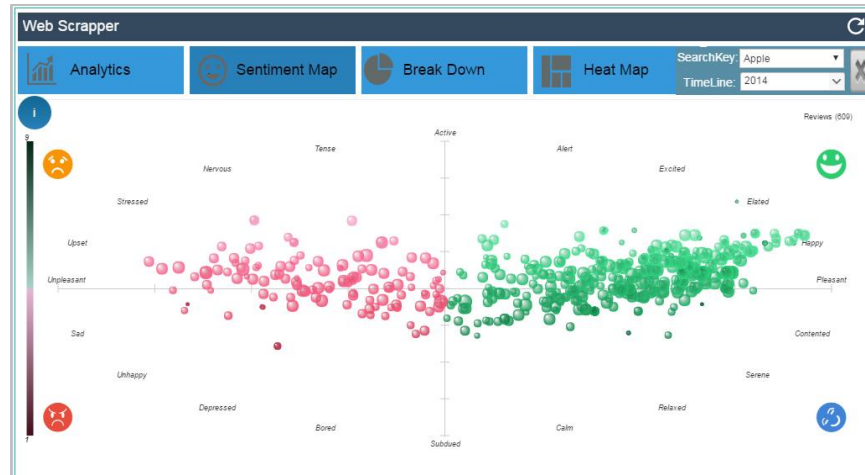 Web Scrapper
Analytics
Sentiment Map
Break Down
Heat Map
SearchKey: Apple
TimeLine: 2014
i
Reviews (609)
9
Active
Tense
Alert
Nervous
Excited
Stressed
Elated
Upset
Happy
Unpleasant
Pleasant
Sad
Contented
Unhappy
Serene
Depressed
Relaxed
Bored
Calm
1
Subdued